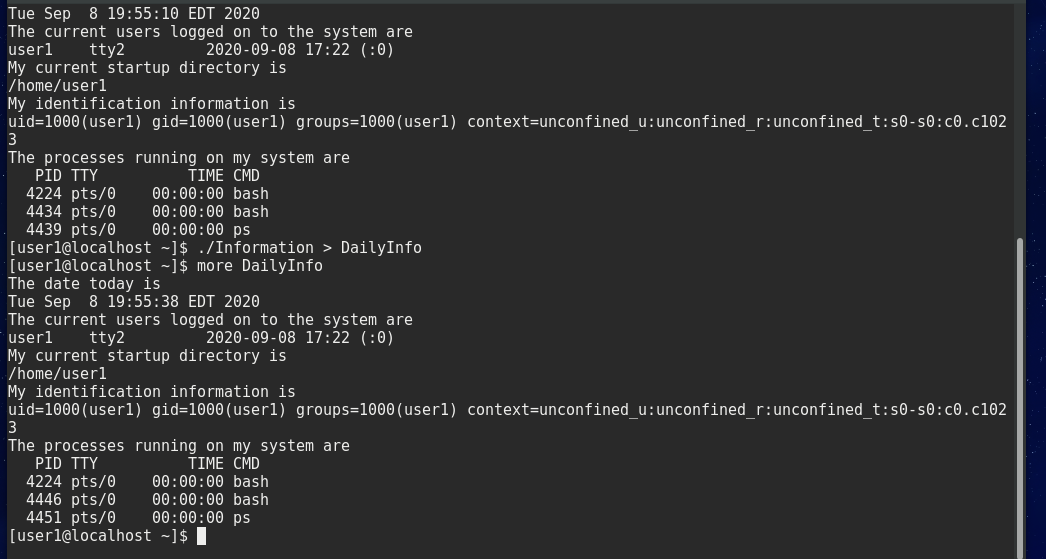 Tue Sep  8 19:55:10 EDT 2020
The current users logged on to the system are
user1    tty2         2020-09-08 17:22 (:0)
My current startup directory is
/home/user1
My identification information is
uid=1000(user1) gid=1000(user1) groups=1000(user1) context=unconfined_u:unconfined_r:unconfined_t:s0-s0:c0.c102
3
The processes running on my system are
   PID TTY          TIME CMD
  4224 pts/0    00:00:00 bash
  4434 pts/0    00:00:00 bash
  4439 pts/0    00:00:00 ps
[user1@localhost ~]$ ./Information > DailyInfo
[user1@localhost ~]$ more DailyInfo
The date today is
Tue Sep  8 19:55:38 EDT 2020
The current users logged on to the system are
user1    tty2         2020-09-08 17:22 (:0)
My current startup directory is
/home/user1
My identification information is
uid=1000(user1) gid=1000(user1) groups=1000(user1) context=unconfined_u:unconfined_r:unconfined_t:s0-s0:c0.c102
3
The processes running on my system are
   PID TTY          TIME CMD
  4224 pts/0    00:00:00 bash
  4446 pts/0    00:00:00 bash
  4451 pts/0    00:00:00 ps
[user1@localhost ~]$